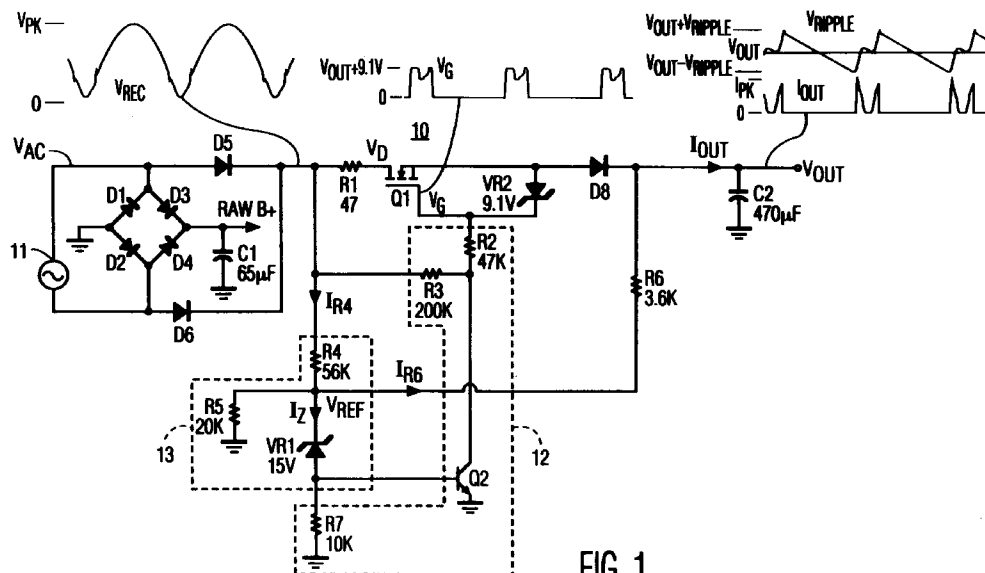 VPK
0
VREC
VOUT+9.1V
VG
0
VOUT+VRIPPLE
VRIPPLE
VOUT
VOUT−VRIPPLE
IPK
IOUT
0
VAC
D5
10
D1
D3
RAW B+
D2
D4
C1
65µF
11
D6
R1
47
VD
Q1
VG
VR2
9.1V
D8
IOUT
VOUT
C2
470µF
R2
47K
R3
200K
IR4
R6
3.6K
R4
56K
IR6
R5
20K
IZ
VREF
VR1
15V
13
12
Q2
R7
10K
FIG. 1